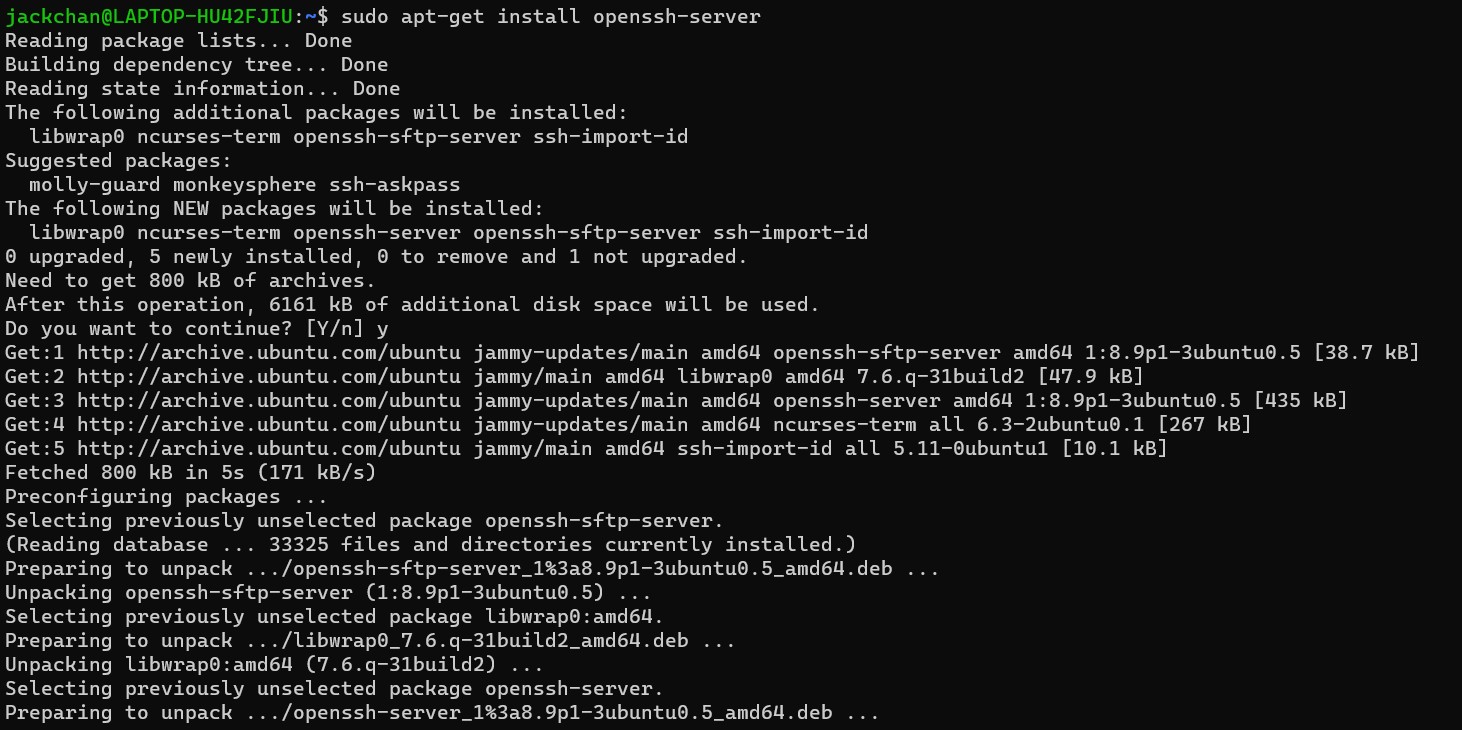 jackchan@LAPTOP-HU42FJIU:~$ sudo apt-get install openssh-server
Reading package lists... Done
Building dependency tree... Done
Reading state information... Done
The following additional packages will be installed:
  libwrap0 ncurses-term openssh-sftp-server ssh-import-id
Suggested packages:
  molly-guard monkeysphere ssh-askpass
The following NEW packages will be installed:
  libwrap0 ncurses-term openssh-server openssh-sftp-server ssh-import-id
0 upgraded, 5 newly installed, 0 to remove and 1 not upgraded.
Need to get 800 kB of archives.
After this operation, 6161 kB of additional disk space will be used.
Do you want to continue? [Y/n] y
Get:1 http://archive.ubuntu.com/ubuntu jammy-updates/main amd64 openssh-sftp-server amd64 1:8.9p1-3ubuntu0.5 [38.7 kB]
Get:2 http://archive.ubuntu.com/ubuntu jammy/main amd64 libwrap0 amd64 7.6.q-31build2 [47.9 kB]
Get:3 http://archive.ubuntu.com/ubuntu jammy-updates/main amd64 openssh-server amd64 1:8.9p1-3ubuntu0.5 [435 kB]
Get:4 http://archive.ubuntu.com/ubuntu jammy-updates/main amd64 ncurses-term all 6.3-2ubuntu0.1 [267 kB]
Get:5 http://archive.ubuntu.com/ubuntu jammy/main amd64 ssh-import-id all 5.11-0ubuntu1 [10.1 kB]
Fetched 800 kB in 5s (171 kB/s)
Preconfiguring packages ...
Selecting previously unselected package openssh-sftp-server.
(Reading database ... 33325 files and directories currently installed.)
Preparing to unpack .../openssh-sftp-server_1%3a8.9p1-3ubuntu0.5_amd64.deb ...
Unpacking openssh-sftp-server (1:8.9p1-3ubuntu0.5) ...
Selecting previously unselected package libwrap0:amd64.
Preparing to unpack .../libwrap0_7.6.q-31build2_amd64.deb ...
Unpacking libwrap0:amd64 (7.6.q-31build2) ...
Selecting previously unselected package openssh-server.
Preparing to unpack .../openssh-server_1%3a8.9p1-3ubuntu0.5_amd64.deb ...